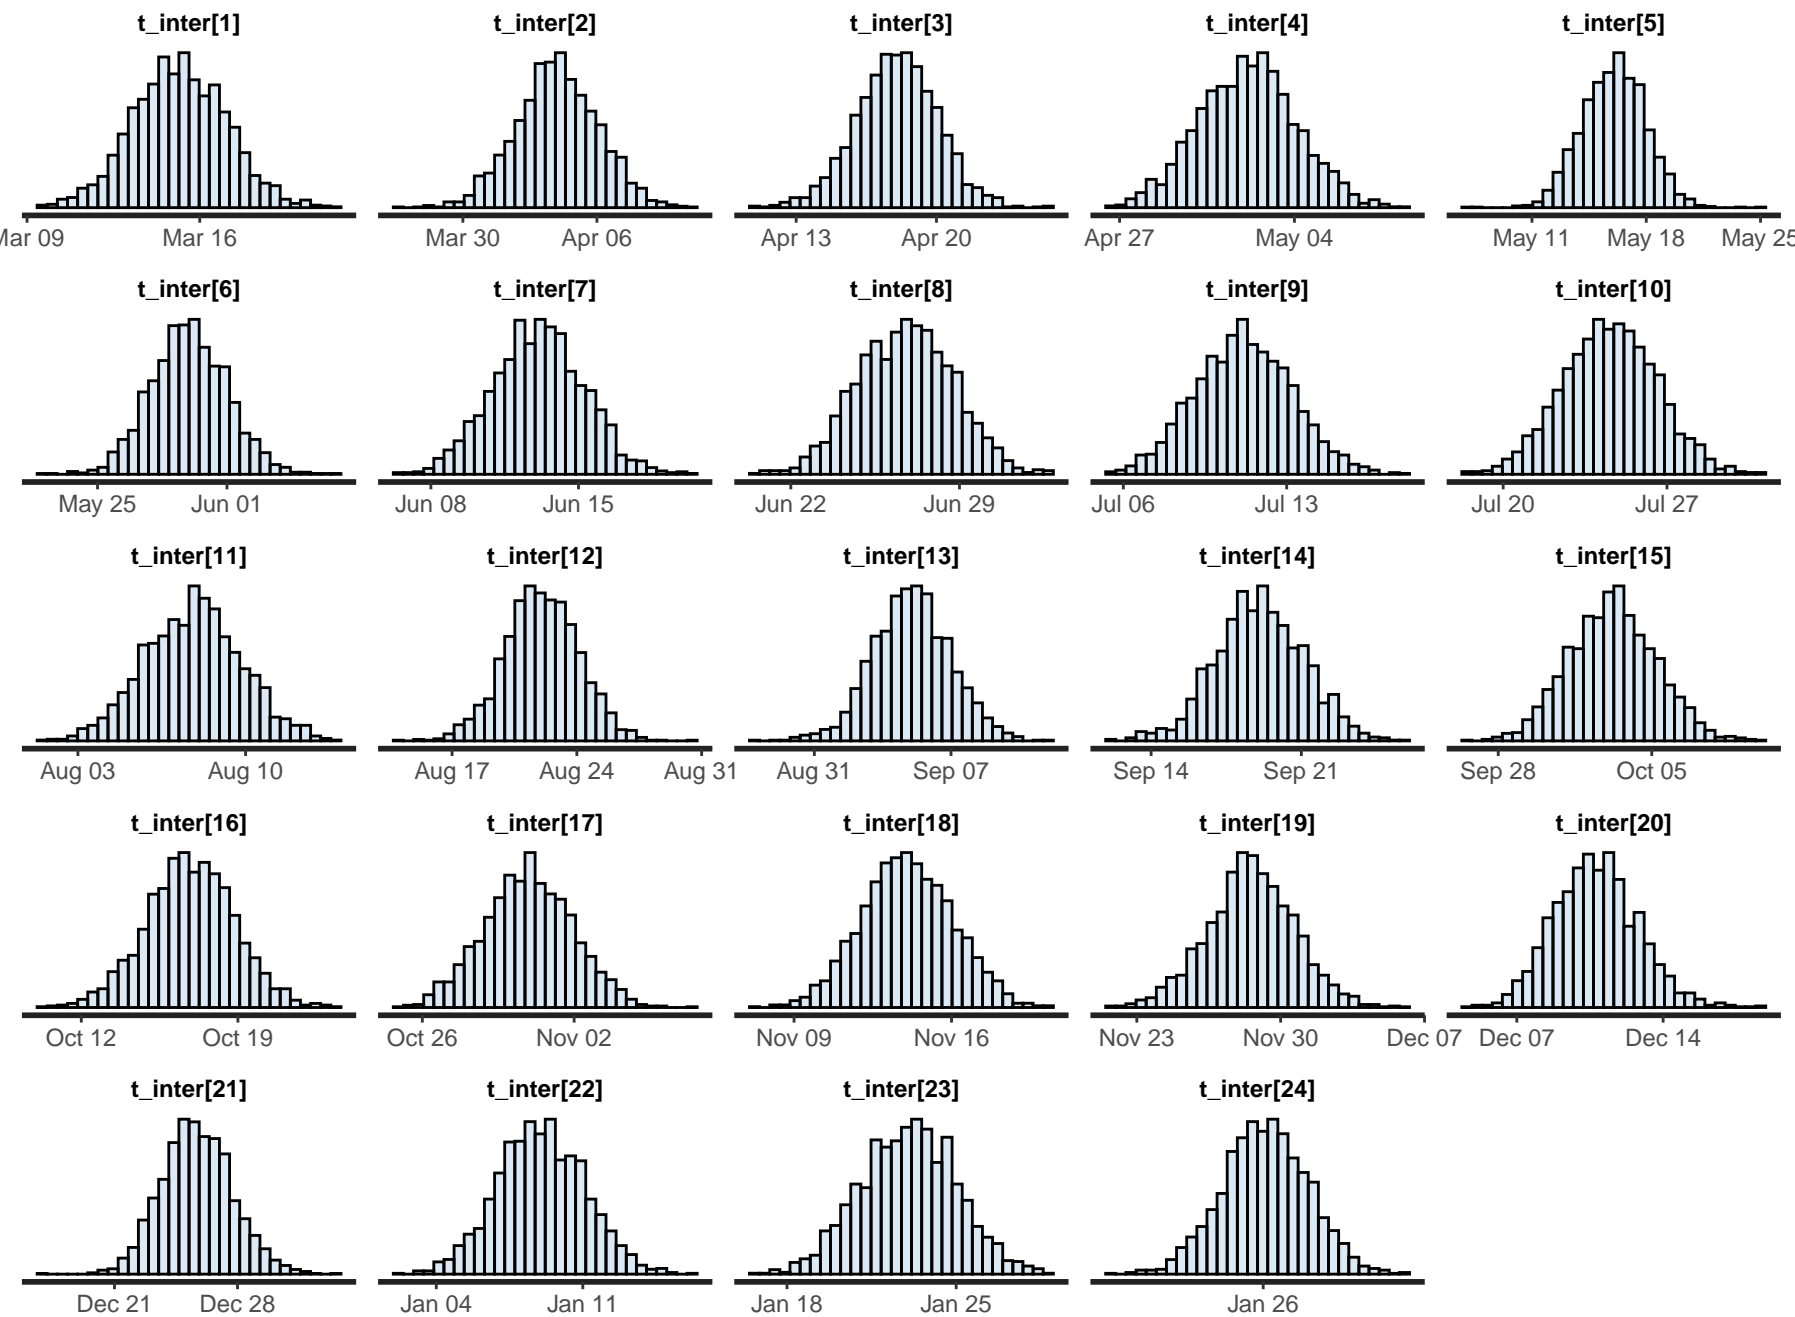 t_inter[1] t_inter[2] t_inter[3] t_inter[4] t_inter[5]
Mar 09 Mar 16 Mar 30 Apr 06 Apr 13 Apr 20 Apr 27 May 04 May 11 May 18 May 25
t_inter[6] t_inter[7] t_inter[8] t_inter[9] t_inter[10]
May 25 Jun 01 Jun 08 Jun 15 Jun 22 Jun 29 Jul 06 Jul 13 Jul 20 Jul 27
t_inter[11] t_inter[12] t_inter[13] t_inter[14] t_inter[15]
Aug 03 Aug 10 Aug 17 Aug 24 Aug 31 Aug 31 Sep 07 Sep 14 Sep 21 Sep 28 Oct 05
t_inter[16] t_inter[17] t_inter[18] t_inter[19] t_inter[20]
Oct 12 Oct 19 Oct 26 Nov 02 Nov 09 Nov 16 Nov 23 Nov 30 Dec 07 Dec 07 Dec 14
t_inter[21] t_inter[22] t_inter[23] t_inter[24]
Dec 21 Dec 28 Jan 04 Jan 11 Jan 18 Jan 25 Jan 26